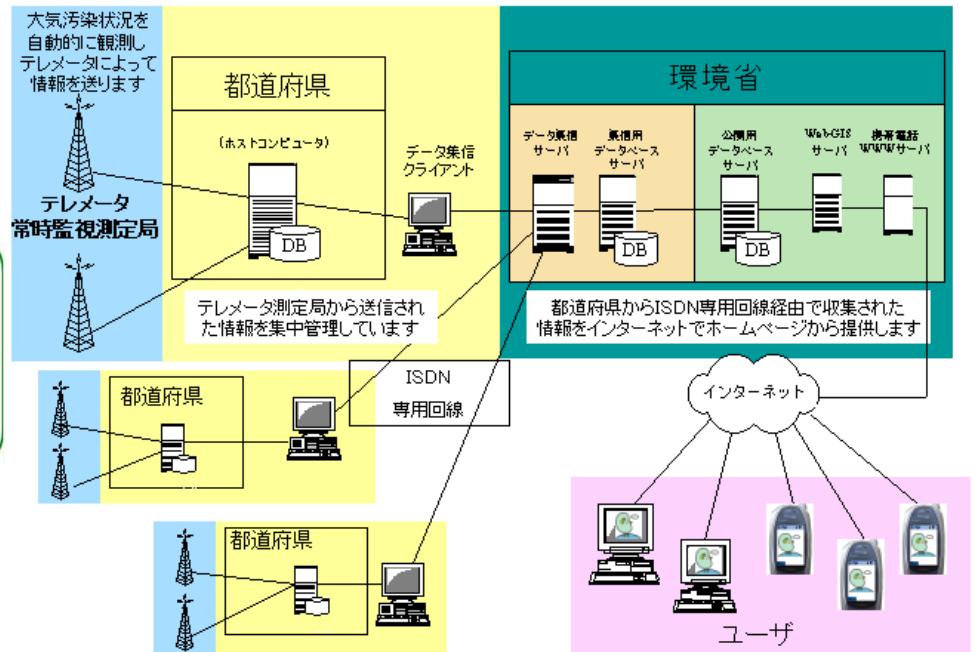 大気汚染状況を
自動的に観測し
テレメータによって
情報を送ります
テレメータ
常時監視測定局
都道府県
(ホストコンピュータ)
DB
データ集信
クライアント
テレメータ測定局から送信され
た情報を集中管理しています
環境省
データ集信
サーバ
集信用
データベース
サーバ
DB
公開用
データベース
サーバ
DB
Web-GIS
サーバ
携帯電話
WWWサーバ
都道府県からISDN専用回線経由で収集された
情報をインターネットでホームページから提供します
ISDN
専用回線
都道府県
都道府県
インターネット
ユーザ